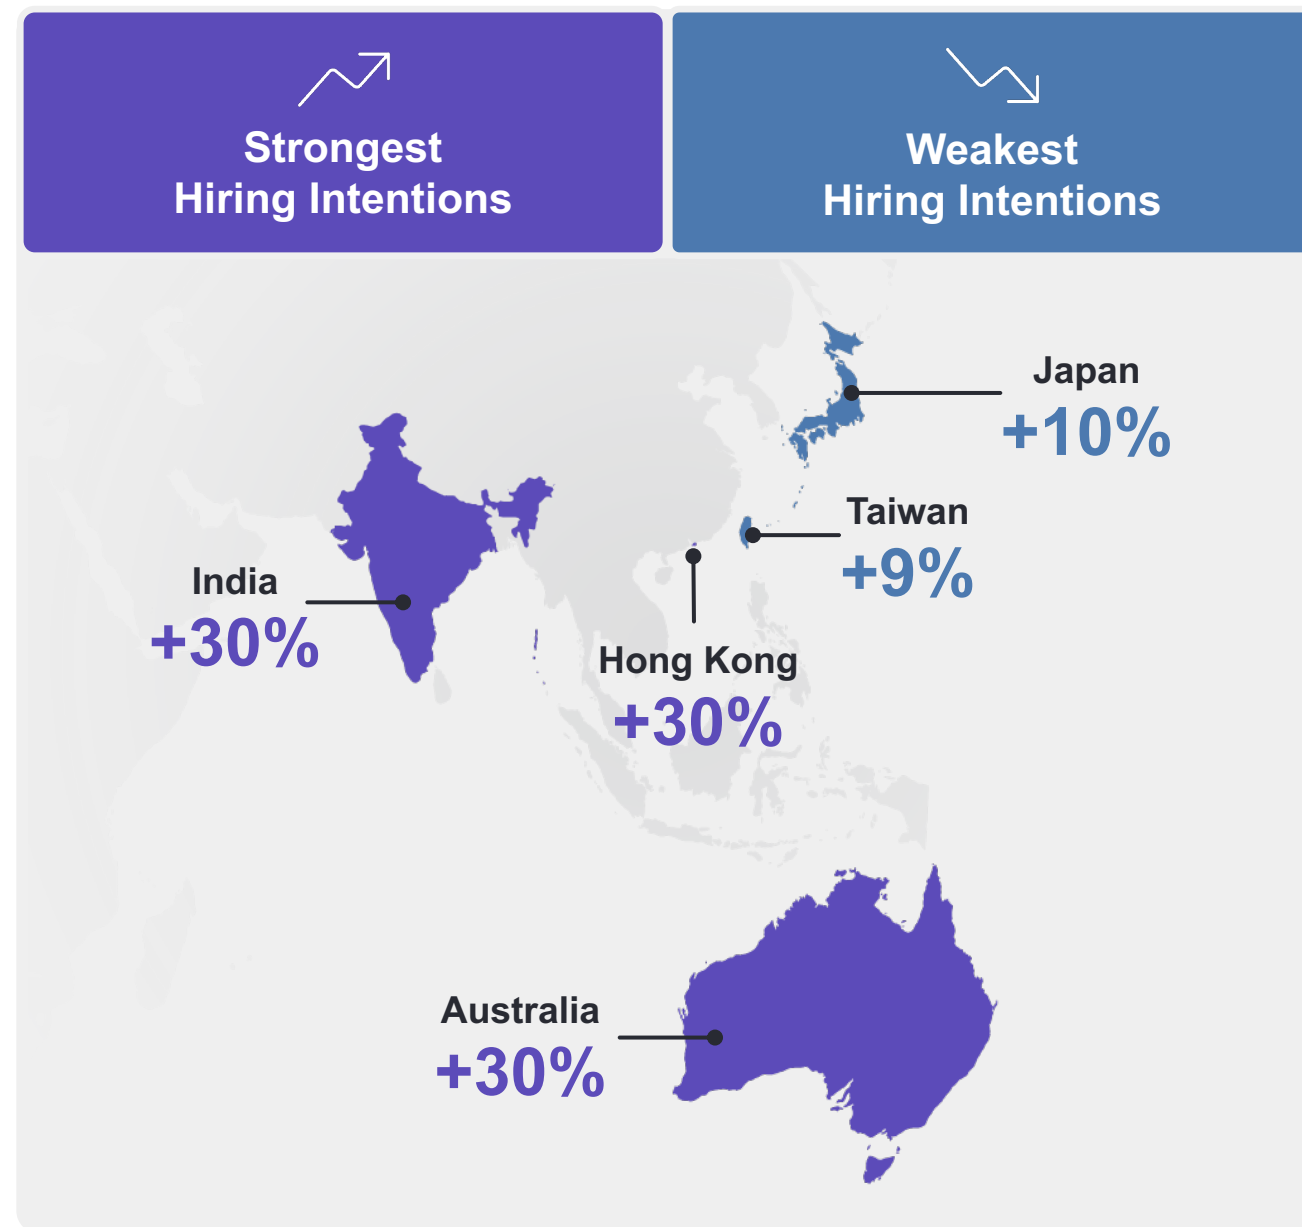 Strongest
Hiring Intentions
Weakest
Hiring Intentions
Japan
+10%
Taiwan
+9%
India
+30%
Hong Kong
+30%
Australia
+30%